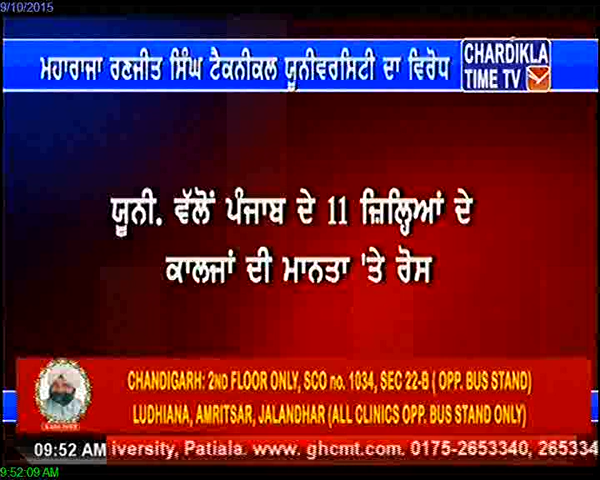 9/10/2015
ਮਹਾਰਾਜਾ ਰਣਜੀਤ ਸਿੰਘ ਟੈਕਨੀਕਲ ਯੂਨੀਵਰਸਿਟੀ ਦਾ ਵਿਰੋਧ
CHARDIKLA
TIME TV
ਯੂਨੀ. ਵੱਲੋਂ ਪੰਜਾਬ ਦੇ 11 ਜ਼ਿਲ੍ਹਿਆਂ ਦੇ
ਕਾਲਜਾਂ ਦੀ ਮਾਨਤਾ 'ਤੇ ਰੋਸ
CHANDIGARH: 2ND FLOOR ONLY, SCO no. 1034, SEC 22-B ( OPP. BUS STAND)
LUDHIANA, AMRITSAR, JALANDHAR (ALL CLINICS OPP. BUS STAND ONLY)
09:52 AM iversity, Patiala. www. ghcmt.com. 0175-2653340, 265334
9:52:09 AM